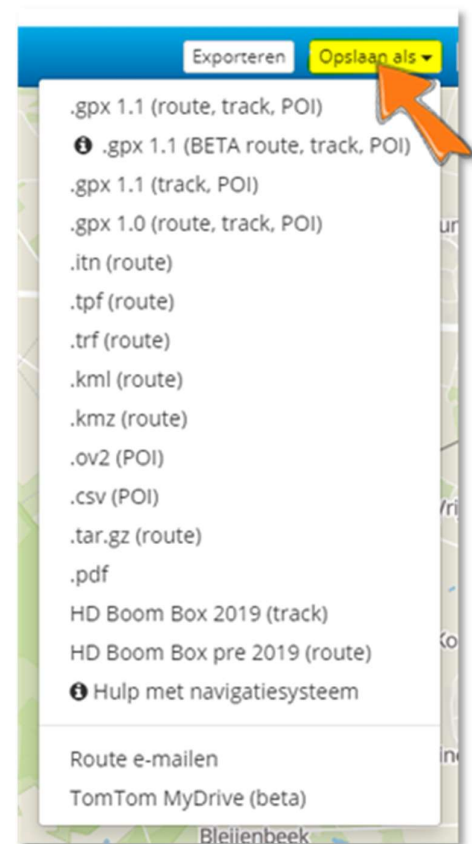 Exporteren
Opslaan als
.gpx 1.1 (route, track, POI)
.gpx 1.1 (BETA route, track, POI)
.gpx 1.1 (track, POI)
.gpx 1.0 (route, track, POI)
.itn (route)
.tpf (route)
.trf (route)
.kml (route)
.kmz (route)
.ov2 (POI)
.csv (POI)
.tar.gz (route)
.pdf
HD Boom Box 2019 (track)
HD Boom Box pre 2019 (route)
Hulp met navigatiesysteem
Route e-mailen
TomTom MyDrive (beta)
Bleijenbeek